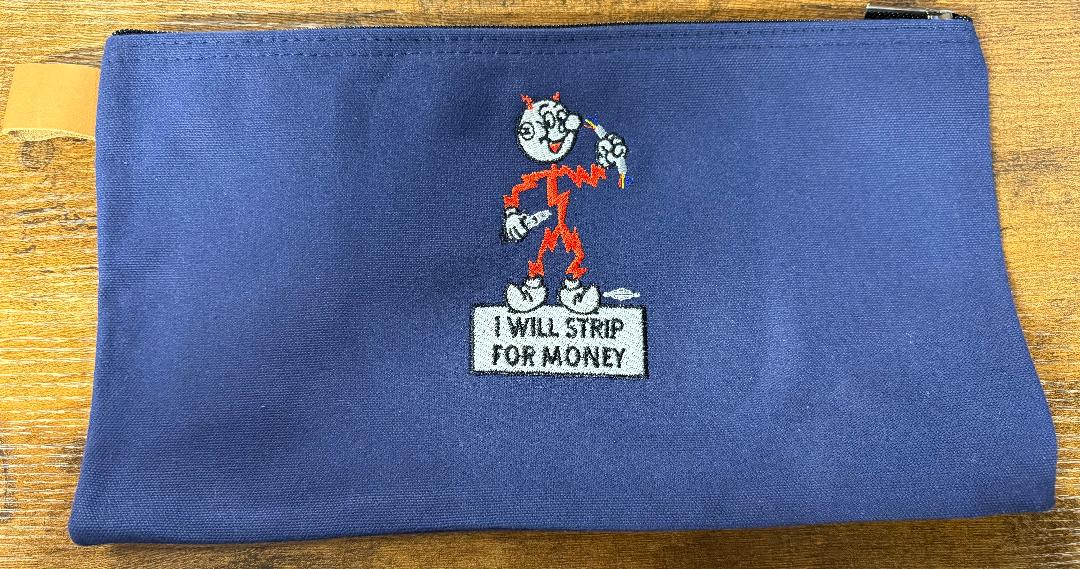 I WILL STRIP
FOR MONEY